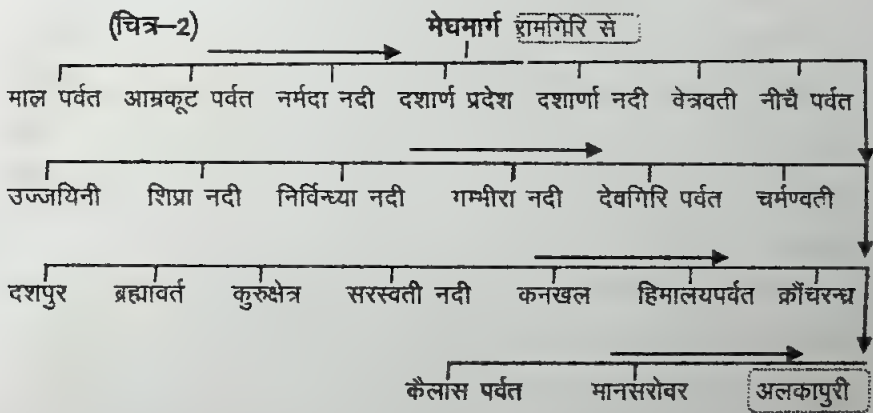 (चित्र–2) मेघमार्ग रामगिरि से
माल पर्वत आम्रकूट पर्वत नर्मदा नदी दशार्ण प्रदेश दशार्णा नदी वेत्रवती नीचै पर्वत
उज्जयिनी शिप्रा नदी निर्विन्ध्या नदी गम्भीरा नदी देवगिरि पर्वत चर्मण्वती
दशपुर ब्रह्मावर्त कुरुक्षेत्र सरस्वती नदी कनखल हिमालयपर्वत क्रौंचरन्ध्र
कैलास पर्वत मानसरोवर अलकापुरी